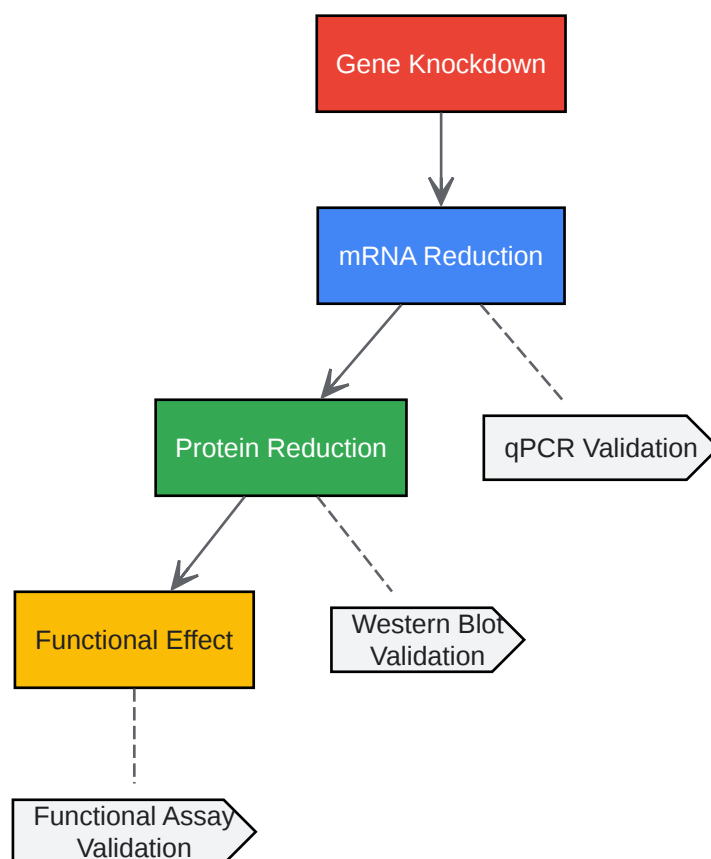 Gene Knockdown
mRNA Reduction
Protein Reduction
qPCR Validation
Functional Effect
Western Blot
Validation
Functional Assay
Validation